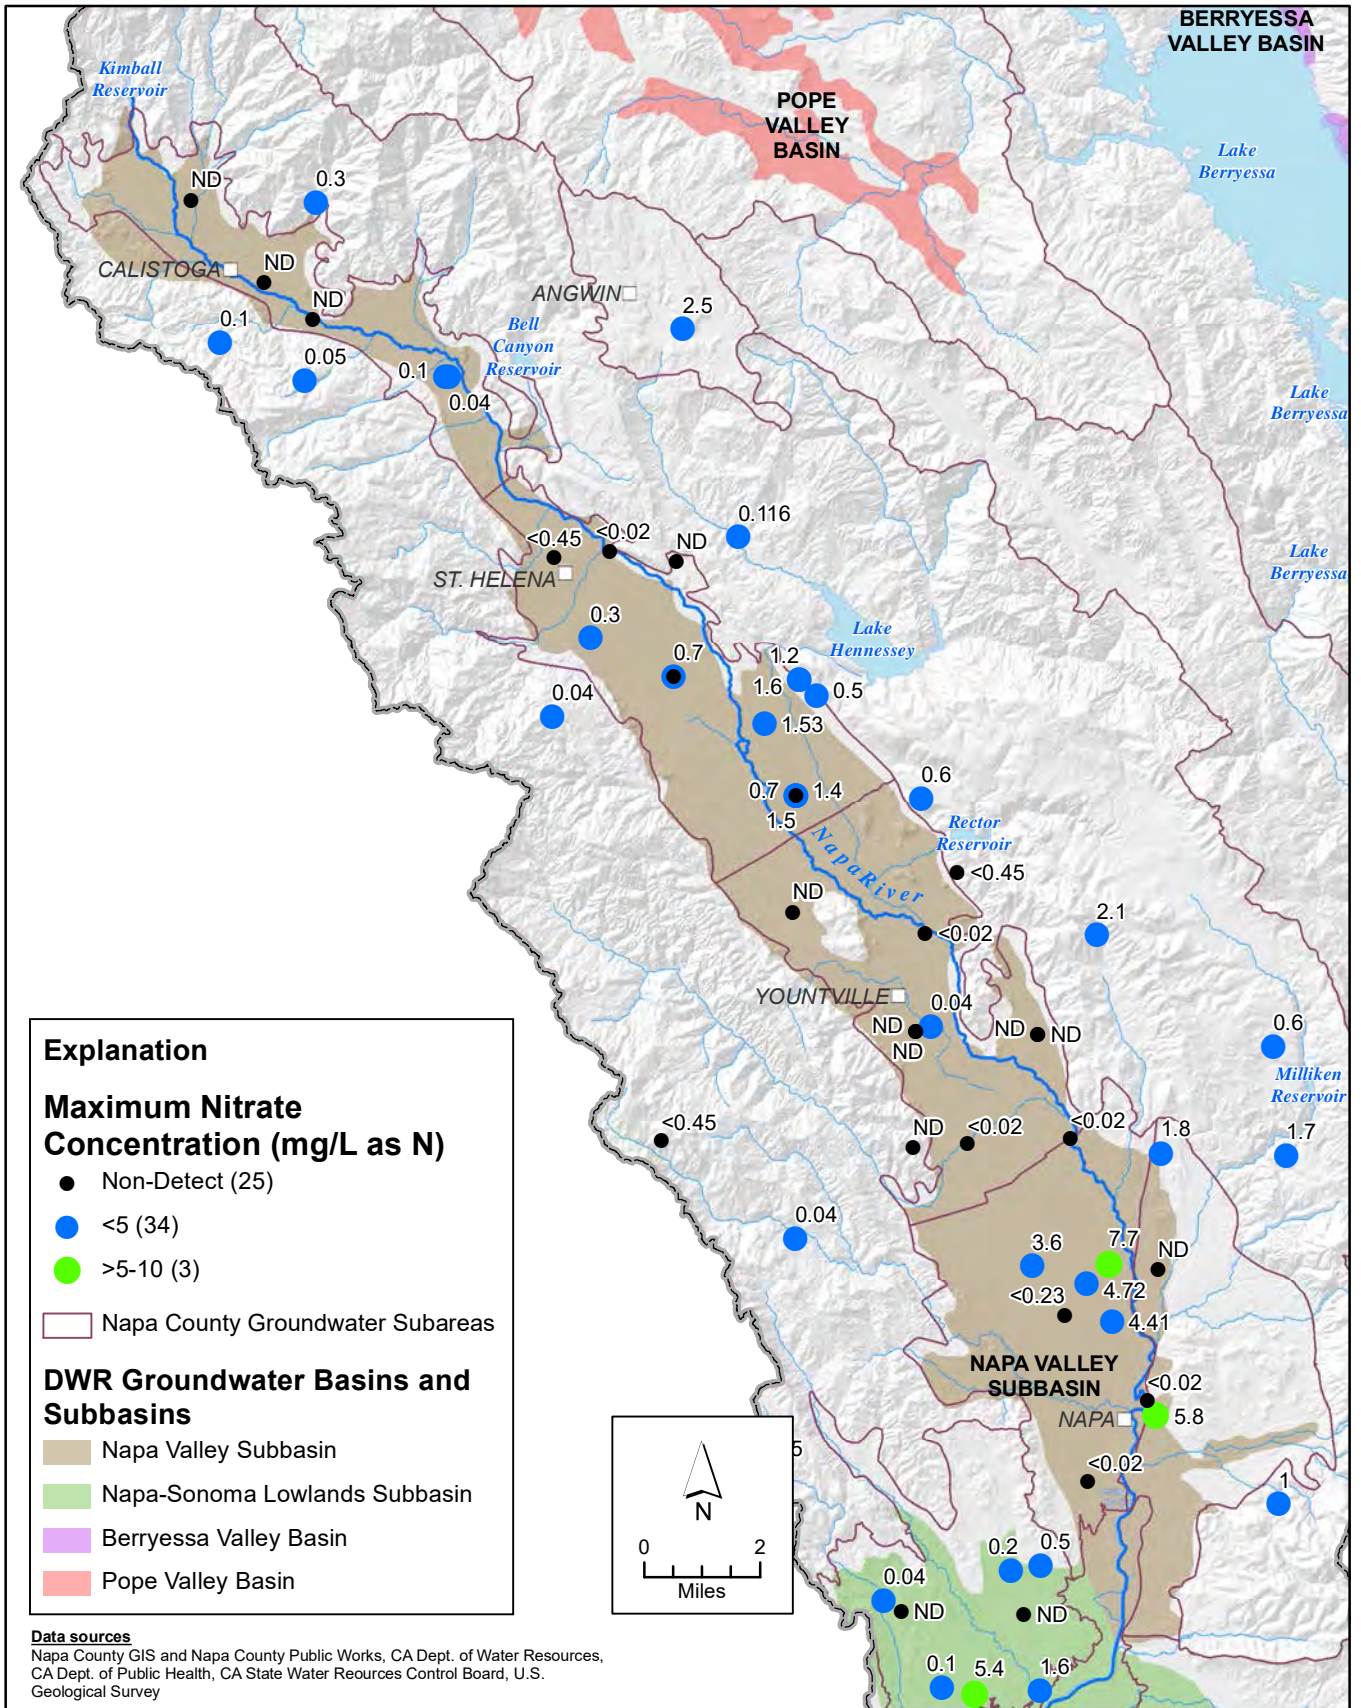 BERRYESSA
VALLEY BASIN
Kimball
Reservoir
POPE
VALLEY
BASIN
Lake
Berryessa
ND
0.3
CALISTOGA
ND
ND
ANGWIN
2.5
Bell
Canyon
Reservoir
0.1
0.05
0.1
0.04
Lake
Berryessa
0.116
<0.45
<0.02
ND
ST. HELENA
Lake
Berryessa
0.3
Lake
Hennessey
0.7
1.2
1.6
0.5
0.04
1.53
0.6
0.7
1.4
1.5
Rector
Reservoir
Napa River
<0.45
ND
2.1
<0.02
YOUNTVILLE
0.04
ND
ND
ND
ND
0.6
Milliken
Reservoir
<0.45
ND
<0.02
<0.02
1.8
1.7
0.04
3.6
7.7
ND
4.72
<0.23
4.41
NAPA VALLEY
SUBBASIN
<0.02
NAPA
5.8
5
<0.02
1
0.2
0.5
0.04
ND
ND
0.1
5.4
1.6
Explanation
Maximum Nitrate
Concentration (mg/L as N)
Non-Detect (25)
<5 (34)
>5-10 (3)
Napa County Groundwater Subareas
DWR Groundwater Basins and
Subbasins
Napa Valley Subbasin
Napa-Sonoma Lowlands Subbasin
Berryessa Valley Basin
Pope Valley Basin
N
0
2
Miles
Data sources
Napa County GIS and Napa County Public Works, CA Dept. of Water Resources,
CA Dept. of Public Health, CA State Water Reources Control Board, U.S.
Geological Survey